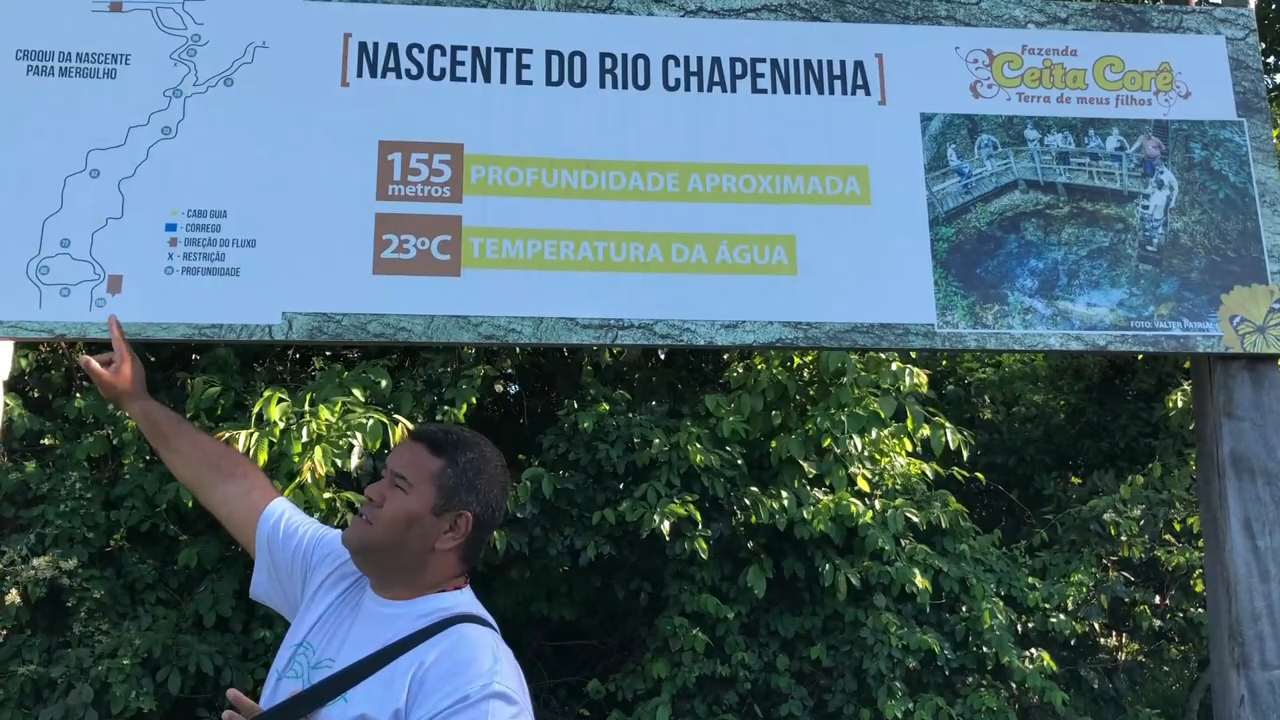 CROQUI DA NASCENTE
PARA MERGULHO
- CABO GUIA
- CÓRREGO
- DIREÇÃO DO FLUXO
X - RESTRIÇÃO
- PROFUNDIDADE
[NASCENTE DO RIO CHAPENINHA]
155
metros
PROFUNDIDADE APROXIMADA
23ºC
TEMPERATURA DA ÁGUA
Fazenda
Ceita Corê
Terra de meus filhos
FOTO: VALTER